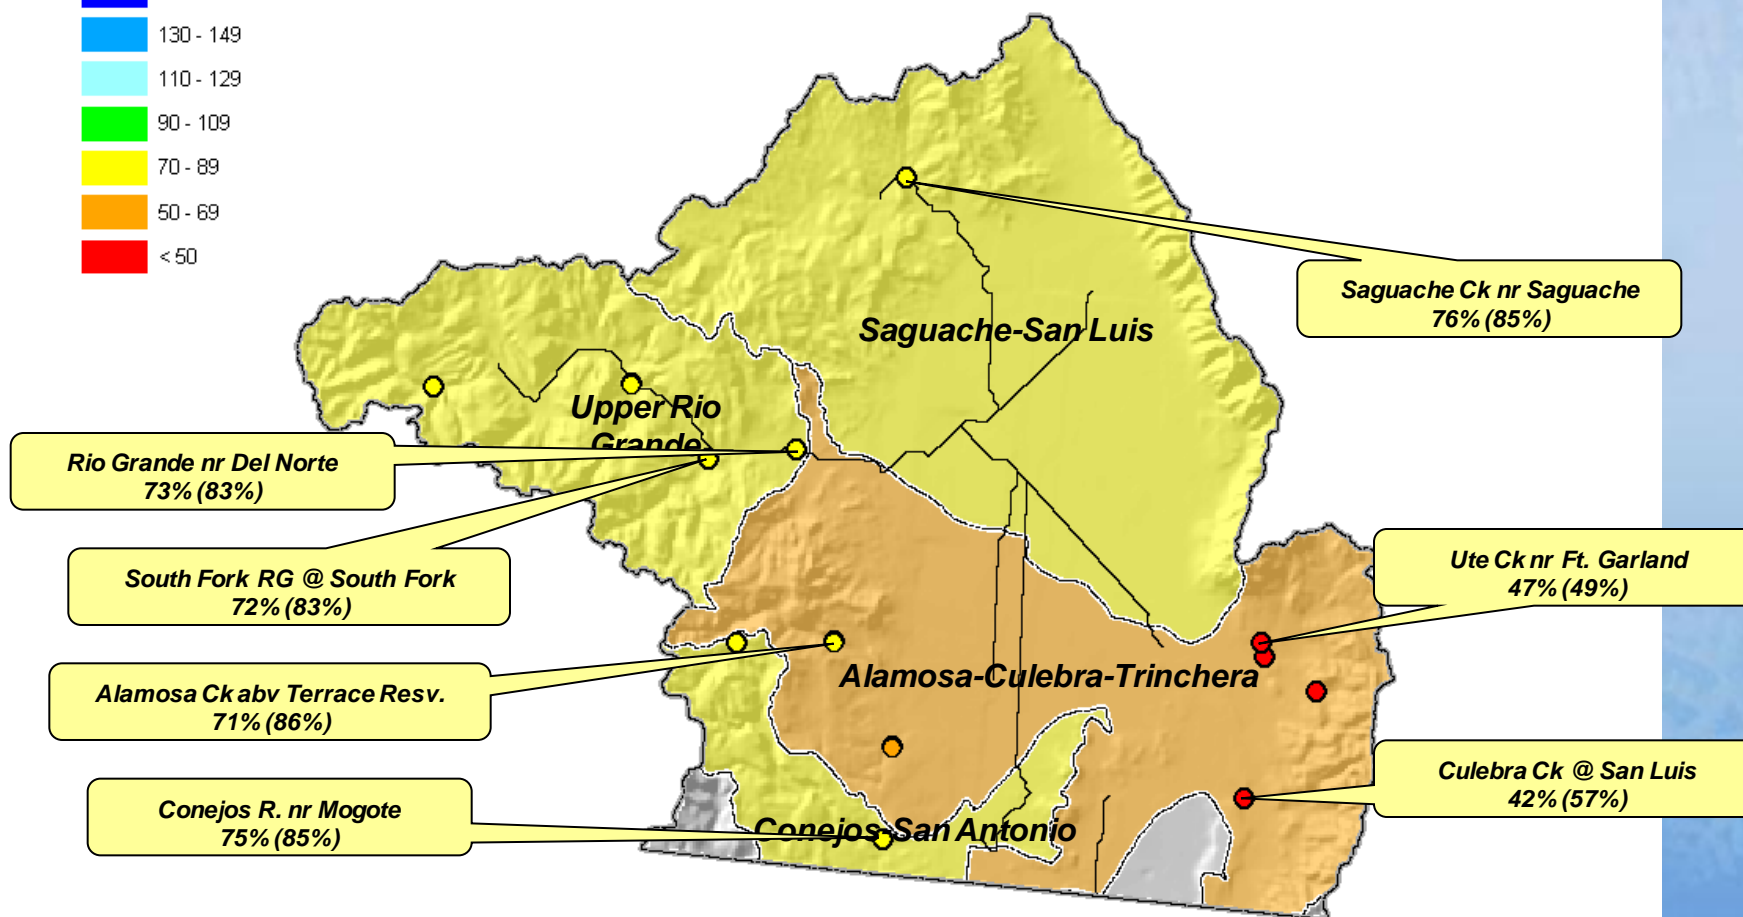 130 - 149
110 - 129
90 - 109
70 - 89
50 - 69
< 50
Saguache Ck nr Saguache
76% (85%)
Saguache-San Luis
Upper Rio
Grande
Rio Grande nr Del Norte
73% (83%)
South Fork RG @ South Fork
72% (83%)
Ute Ck nr Ft. Garland
47% (49%)
Alamosa-Culebra-Trinchera
Alamosa Ck abv Terrace Resv.
71% (86%)
Culebra Ck @ San Luis
42% (57%)
Conejos R. nr Mogote
75% (85%)
Conejos-San Antonio